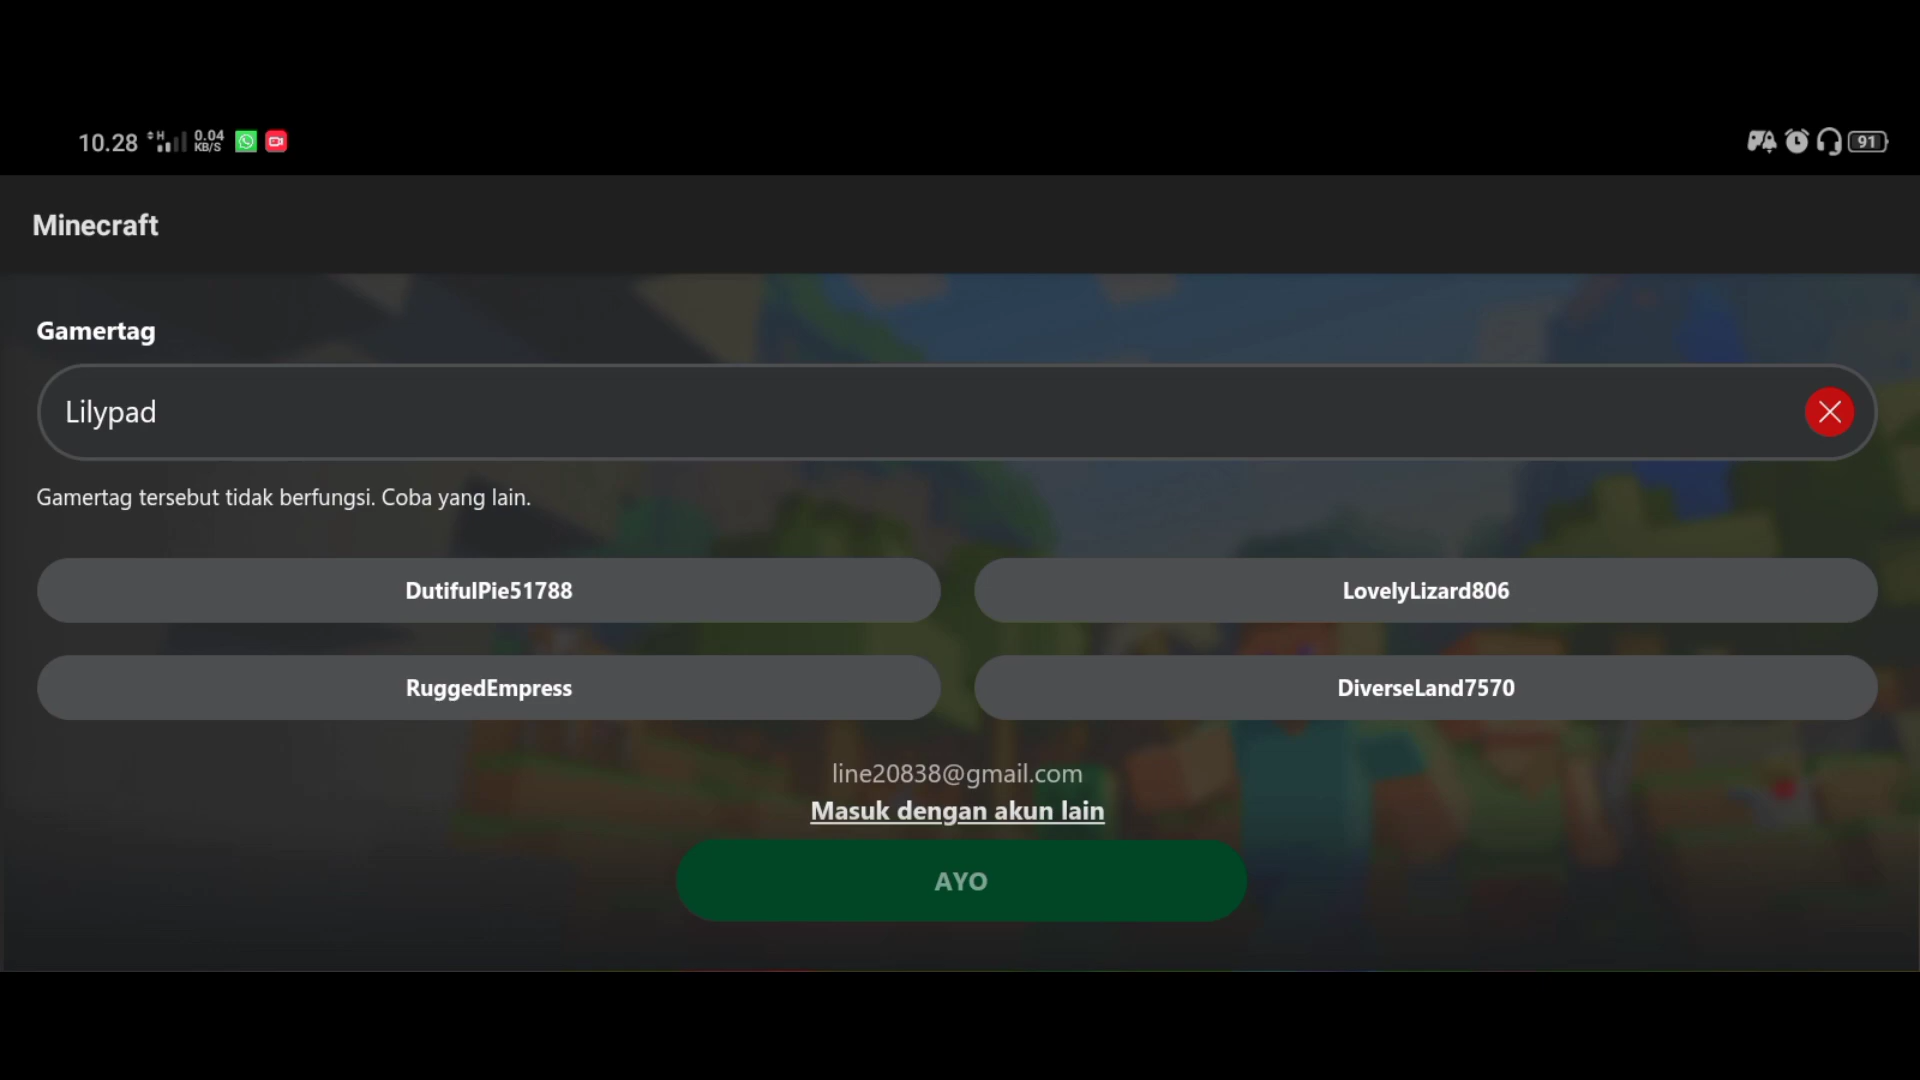 10.28 H 0.04 KB/S 91
Minecraft
Gamertag
Lilypad
Gamertag tersebut tidak berfungsi. Coba yang lain.
DutifulPie51788 LovelyLizard806
RuggedEmpress DiverseLand7570
line20838@gmail.com
Masuk dengan akun lain
AYO